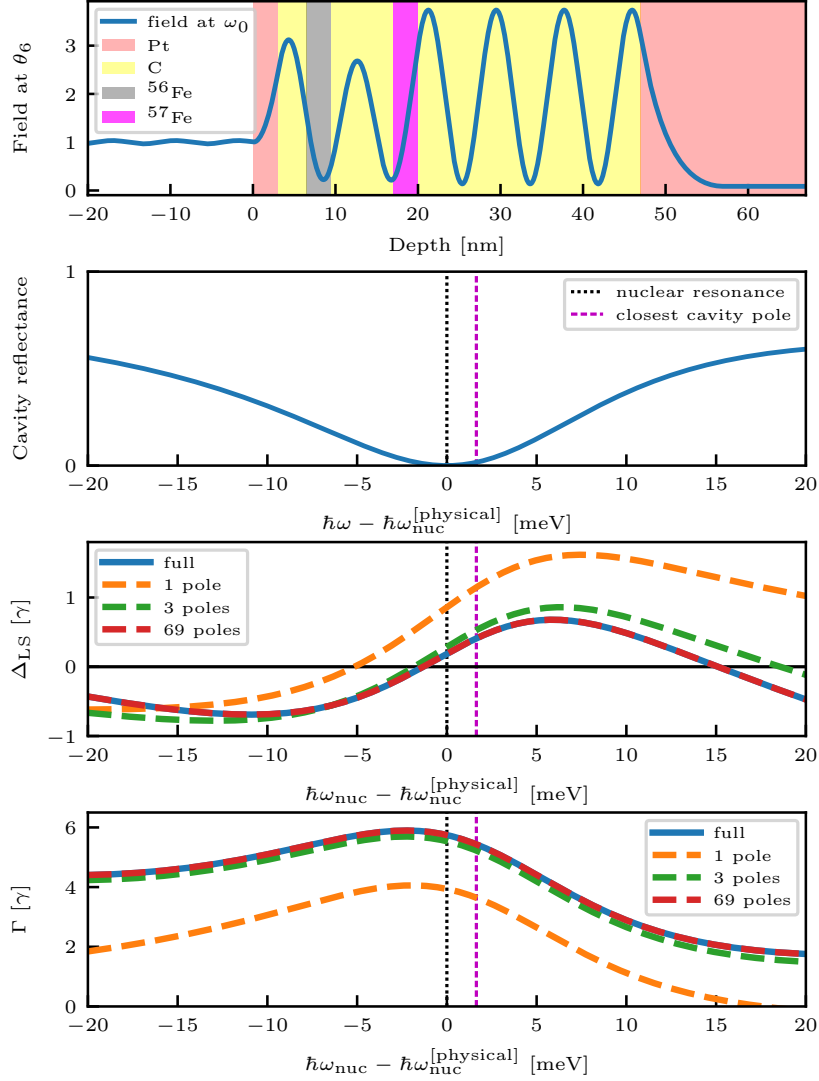 Field at θ₆
3
2
1
0
field at ω₀
Pt
C
⁵⁶Fe
⁵⁷Fe
−20 −10 0 10 20 30 40 50 60
Depth [nm]
Cavity reflectance
1
0
nuclear resonance
closest cavity pole
−20 −15 −10 −5 0 5 10 15 20
ℏω − ℏω_nuc^[physical] [meV]
Δ_LS [γ]
1
0
−1
full
1 pole
3 poles
69 poles
−20 −15 −10 −5 0 5 10 15 20
ℏω_nuc − ℏω_nuc^[physical] [meV]
Γ [γ]
6
4
2
0
full
1 pole
3 poles
69 poles
−20 −15 −10 −5 0 5 10 15 20
ℏω_nuc − ℏω_nuc^[physical] [meV]